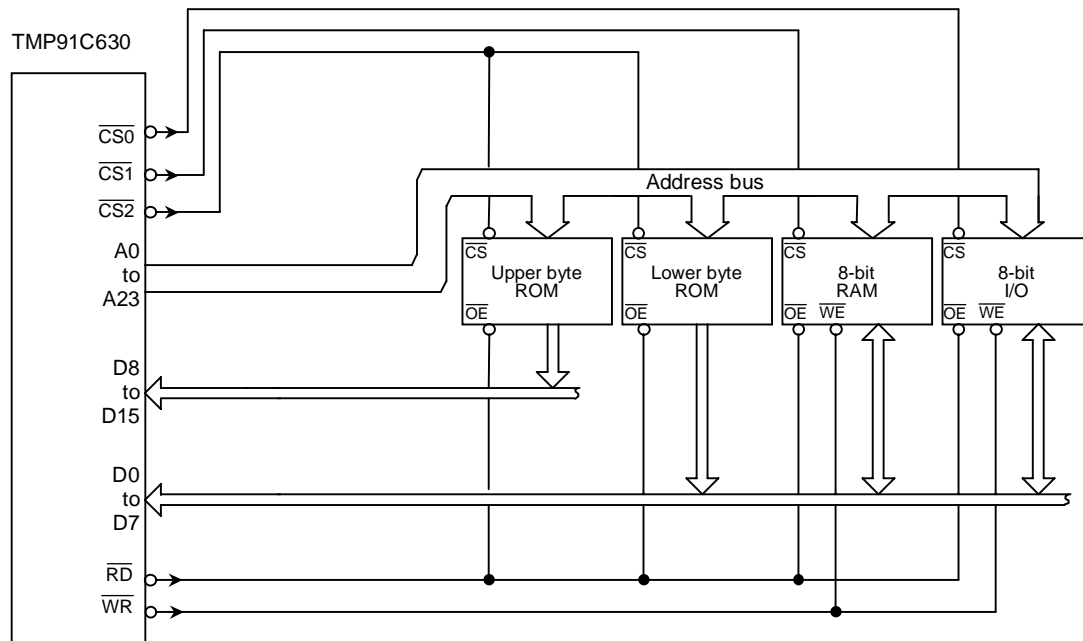 TMP91C630
CS0
CS1
CS2
A0
to
A23
D8
to
D15
D0
to
D7
RD
WR
Address bus
CS
Upper byte
ROM
OE
CS
Lower byte
ROM
OE
CS
8-bit
RAM
OE WE
CS
8-bit
I/O
OE WE